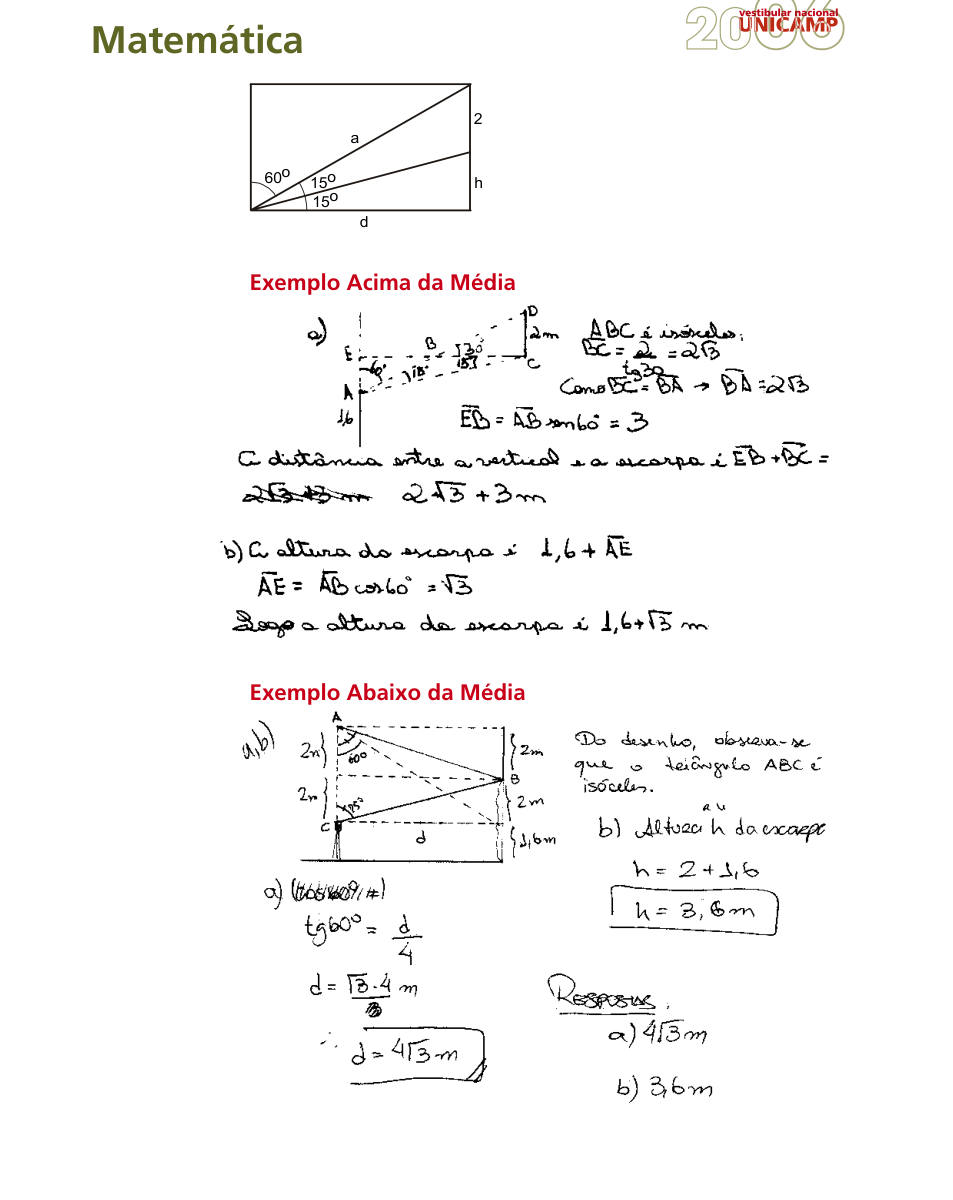 Matemática
vestibular nacional
UNICAMP
2006
2
a
60º
15º
h
15º
d
Exemplo Acima da Média
a)
D
2m
B
30°
E
C
60°
15°
15°
A
1,6
ABC é isósceles.
BC = 2/tg30 = 2√3
Como BC = BA → BA = 2√3
EB = AB sen60° = 3
A distância entre a vertical e a escarpa é EB + BC =
2√3 + 3 m
b) A altura da escarpa é 1,6 + AE
AE = AB cos60° = √3
Logo a altura da escarpa é 1,6 + √3 m
Exemplo Abaixo da Média
a,b)
A
2m
60°
2m
B
2m
75°
2m
C
d
1,6m
Do desenho, observa-se
que o triângulo ABC é
isóceles.
b) Altura h da escarpa
h = 2 + 1,6
h = 3,6m
a)
tg60° = d/4
d = √3 . 4 m
∴ d = 4√3 m
RESPOSTAS.
a) 4√3 m
b) 3,6m